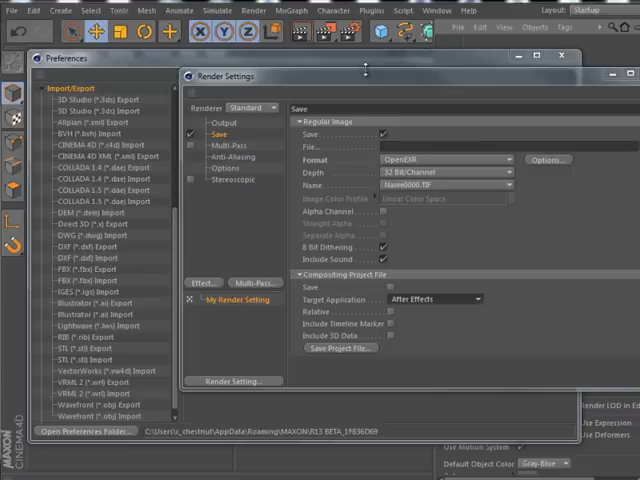 File Edit Create Select Tools Mesh Animate Simulate Render MoGraph Character Plugins Script Window Help Layout: Startup
File View Objects Tags
Preferences
Render Settings
Import/Export
3D Studio (*.3ds) Export
3D Studio (*.3ds) Import
Allplan (*.xml) Export
BVH (*.bvh) Import
CINEMA 4D (*.c4d) Import
CINEMA 4D XML (*.xml) Export
COLLADA 1.4 (*.dae) Export
COLLADA 1.4 (*.dae) Import
COLLADA 1.5 (*.dae) Export
COLLADA 1.5 (*.dae) Import
DEM (*.dem) Import
Direct 3D (*.x) Export
DWG (*.dwg) Import
DXF (*.dxf) Export
DXF (*.dxf) Import
FBX (*.fbx) Export
FBX (*.fbx) Import
IGES (*.igs) Import
Illustrator (*.ai) Export
Illustrator (*.ai) Import
Lightwave (*.lws) Import
RIB (*.rib) Export
STL (*.stl) Export
STL (*.stl) Import
VectorWorks (*.vw4d) Import
VRML 2 (*.wrl) Export
VRML 2 (*.wrl) Import
Wavefront (*.obj) Export
Wavefront (*.obj) Import
Renderer Standard
Output
Save
Multi-Pass
Anti-Aliasing
Options
Stereoscopic
Effect... Multi-Pass...
My Render Setting
Render Setting...
Save
Regular Image
Save
File...
Format OpenEXR Options...
Depth 32 Bit/Channel
Name Name0000.TIF
Image Color Profile Linear Color Space
Alpha Channel
Straight Alpha
Separate Alpha
8 Bit Dithering
Include Sound
Compositing Project File
Save
Target Application After Effects
Relative
Include Timeline Marker
Include 3D Data
Save Project File...
Open Preferences Folder... C:\Users\c_chestnut\AppData\Roaming\MAXON\R13 BETA_1F836D69
Render LOD in Ed
Use Expression
Use Deformers
Use Motion System
Default Object Color Gray-Blue
MAXON
CINEMA 4D